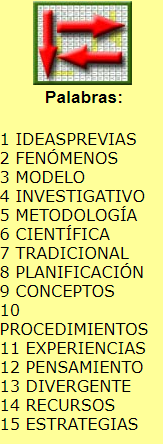 Palabras:
1 IDEASPREVIAS
2 FENÓMENOS
3 MODELO
4 INVESTIGATIVO
5 METODOLOGÍA
6 CIENTÍFICA
7 TRADICIONAL
8 PLANIFICACIÓN
9 CONCEPTOS
10
PROCEDIMIENTOS
11 EXPERIENCIAS
12 PENSAMIENTO
13 DIVERGENTE
14 RECURSOS
15 ESTRATEGIAS